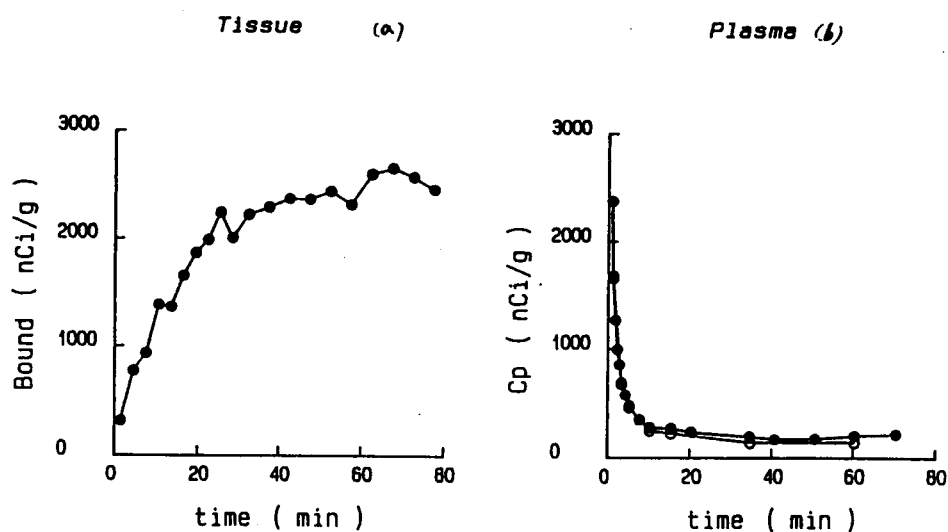 Tissue (a)
3000
2000
1000
0
Bound ( nCi/g )
0 20 40 60 80
time ( min )
Plasma (b)
3000
2000
1000
0
Cp ( nCi/g )
0 20 40 60 80
time ( min )